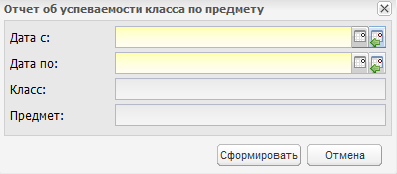 Отчет об успеваемости класса по предмету
Дата с:
Дата по:
Класс:
Предмет:
Сформировать Отмена